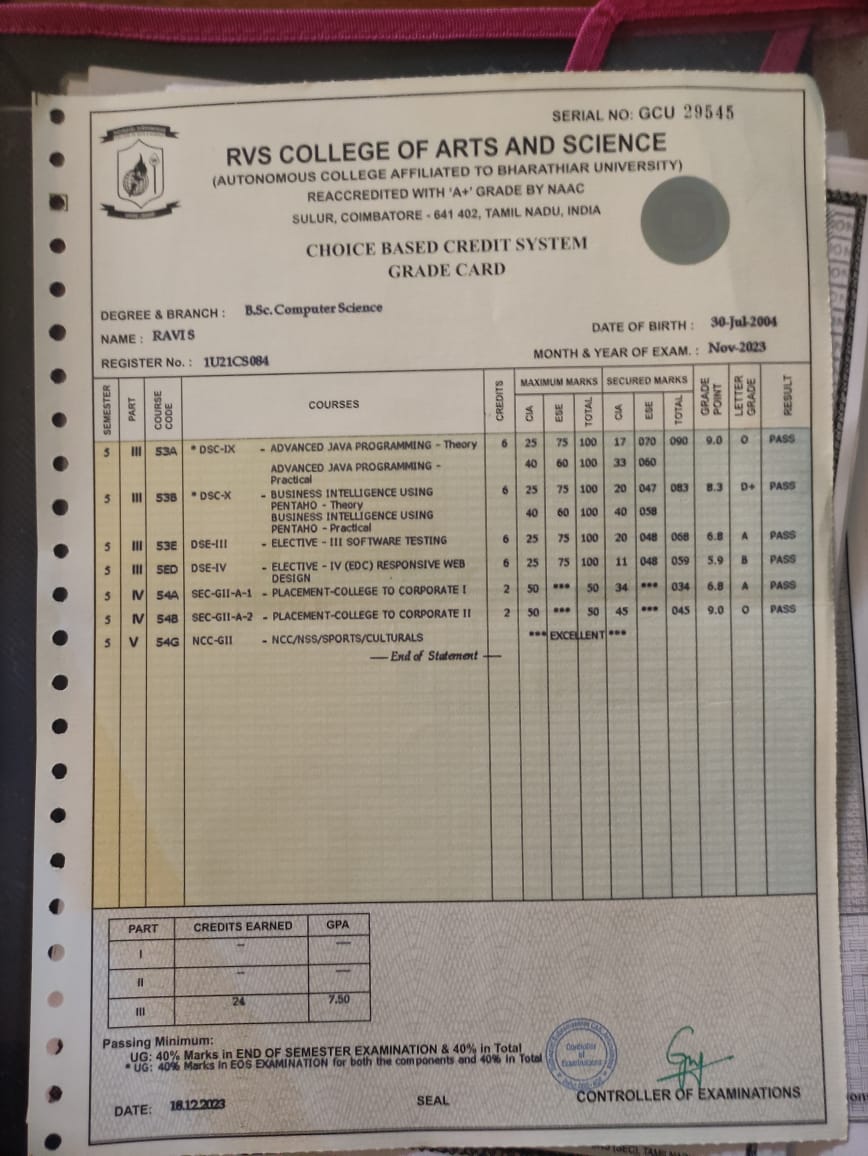 SERIAL NO: GCU 29545
RVS COLLEGE OF ARTS AND SCIENCE
(AUTONOMOUS COLLEGE AFFILIATED TO BHARATHIAR UNIVERSITY)
REACCREDITED WITH 'A+' GRADE BY NAAC
SULUR, COIMBATORE - 641 402, TAMIL NADU, INDIA
CHOICE BASED CREDIT SYSTEM
GRADE CARD
DEGREE & BRANCH : B.Sc. Computer Science
NAME : RAVI S
DATE OF BIRTH : 30-Jul-2004
REGISTER No. : 1U21CS084
MONTH & YEAR OF EXAM. : Nov-2023
SEMESTER PART COURSE CODE COURSES CREDITS MAXIMUM MARKS SECURED MARKS GRADE POINT LETTER GRADE RESULT
CIA ESE TOTAL CIA ESE TOTAL
5 III 53A * DSC-IX - ADVANCED JAVA PROGRAMMING - Theory 6 25 75 100 17 070 090 9.0 O PASS
ADVANCED JAVA PROGRAMMING - 40 60 100 33 060
Practical
5 III 53B * DSC-X - BUSINESS INTELLIGENCE USING 6 25 75 100 20 047 083 8.3 D+ PASS
PENTAHO - Theory
BUSINESS INTELLIGENCE USING 40 60 100 40 058
PENTAHO - Practical
5 III 53E DSE-III - ELECTIVE - III SOFTWARE TESTING 6 25 75 100 20 048 068 6.8 A PASS
5 III 5ED DSE-IV - ELECTIVE - IV (EDC) RESPONSIVE WEB 6 25 75 100 11 048 059 5.9 B PASS
DESIGN
5 IV 54A SEC-GII-A-1 - PLACEMENT-COLLEGE TO CORPORATE I 2 50 *** 50 34 *** 034 6.8 A PASS
5 IV 54B SEC-GII-A-2 - PLACEMENT-COLLEGE TO CORPORATE II 2 50 *** 50 45 *** 045 9.0 O PASS
5 V 54G NCC-GII - NCC/NSS/SPORTS/CULTURALS *** EXCELLENT ***
— End of Statement —
PART CREDITS EARNED GPA
I — —
II — —
III 24 7.50
Passing Minimum:
UG: 40% Marks in END OF SEMESTER EXAMINATION & 40% in Total
* UG: 40% Marks in EOS EXAMINATION for both the components and 40% in Total
Controller
of
Examinations
DATE: 18.12.2023
SEAL
CONTROLLER OF EXAMINATIONS